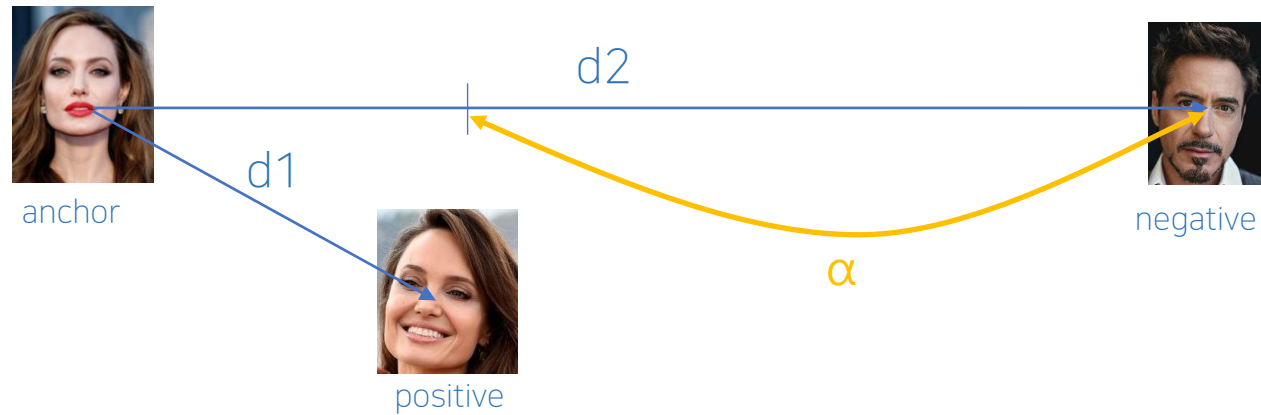 d2
d1
anchor
negative
α
positive